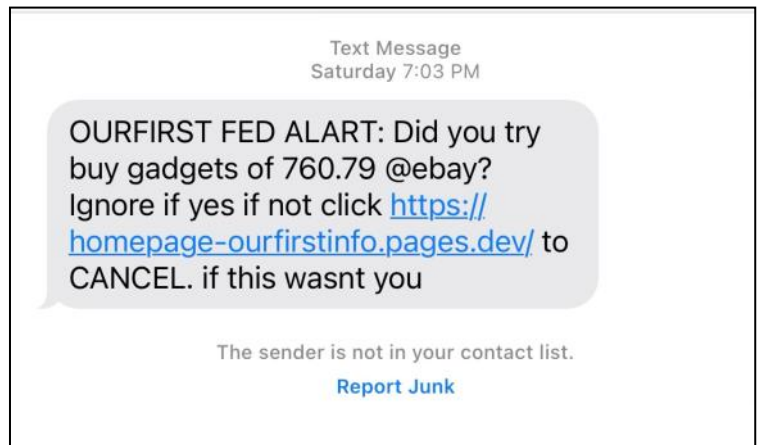 Text Message
Saturday 7:03 PM
OURFIRST FED ALART: Did you try
buy gadgets of 760.79 @ebay?
Ignore if yes if not click https://
homepage-ourfirstinfo.pages.dev/ to
CANCEL. if this wasnt you
The sender is not in your contact list.
Report Junk